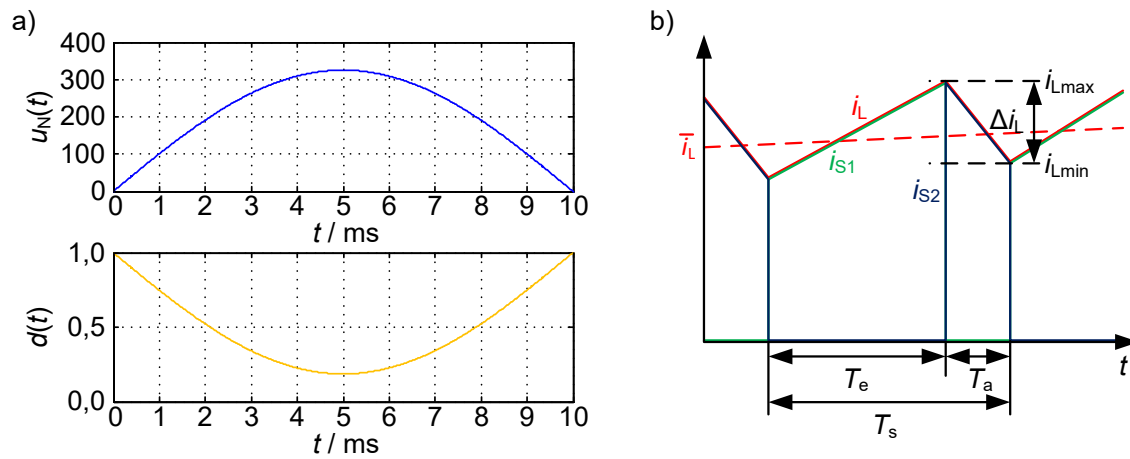 a)
u_N(t)
400
300
200
100
0
0 1 2 3 4 5 6 7 8 9 10
t / ms
d(t)
1,0
0,5
0,0
0 1 2 3 4 5 6 7 8 9 10
t / ms
b)
i_Lmax
i_L
Δi_L
i̅_L
i_S1
i_Lmin
i_S2
t
T_e
T_a
T_s